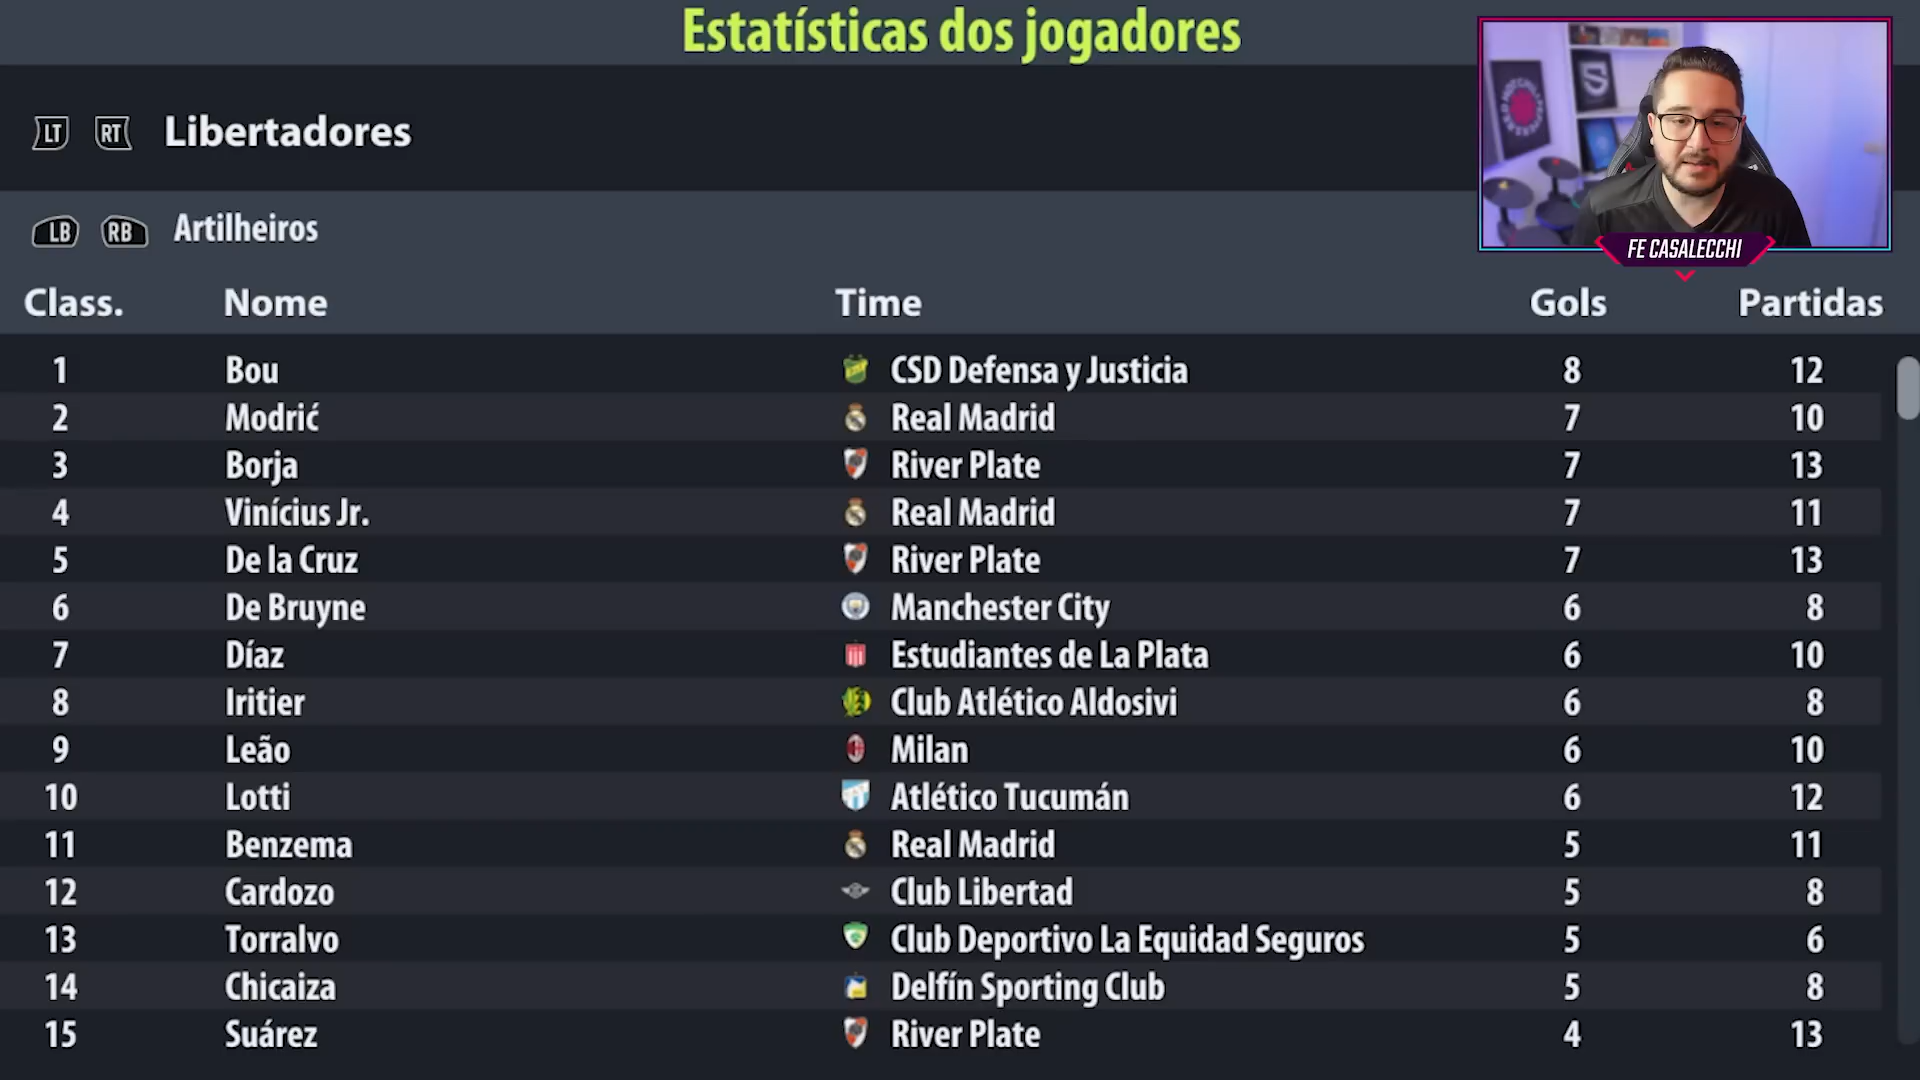 Estatísticas dos jogadores
LT RT Libertadores
LB RB Artilheiros
FE CASALECCHI
Class. Nome Time Gols Partidas
1 Bou CSD Defensa y Justicia 8 12
2 Modrić Real Madrid 7 10
3 Borja River Plate 7 13
4 Vinícius Jr. Real Madrid 7 11
5 De la Cruz River Plate 7 13
6 De Bruyne Manchester City 6 8
7 Díaz Estudiantes de La Plata 6 10
8 Iritier Club Atlético Aldosivi 6 8
9 Leão Milan 6 10
10 Lotti Atlético Tucumán 6 12
11 Benzema Real Madrid 5 11
12 Cardozo Club Libertad 5 8
13 Torralvo Club Deportivo La Equidad Seguros 5 6
14 Chicaiza Delfín Sporting Club 5 8
15 Suárez River Plate 4 13